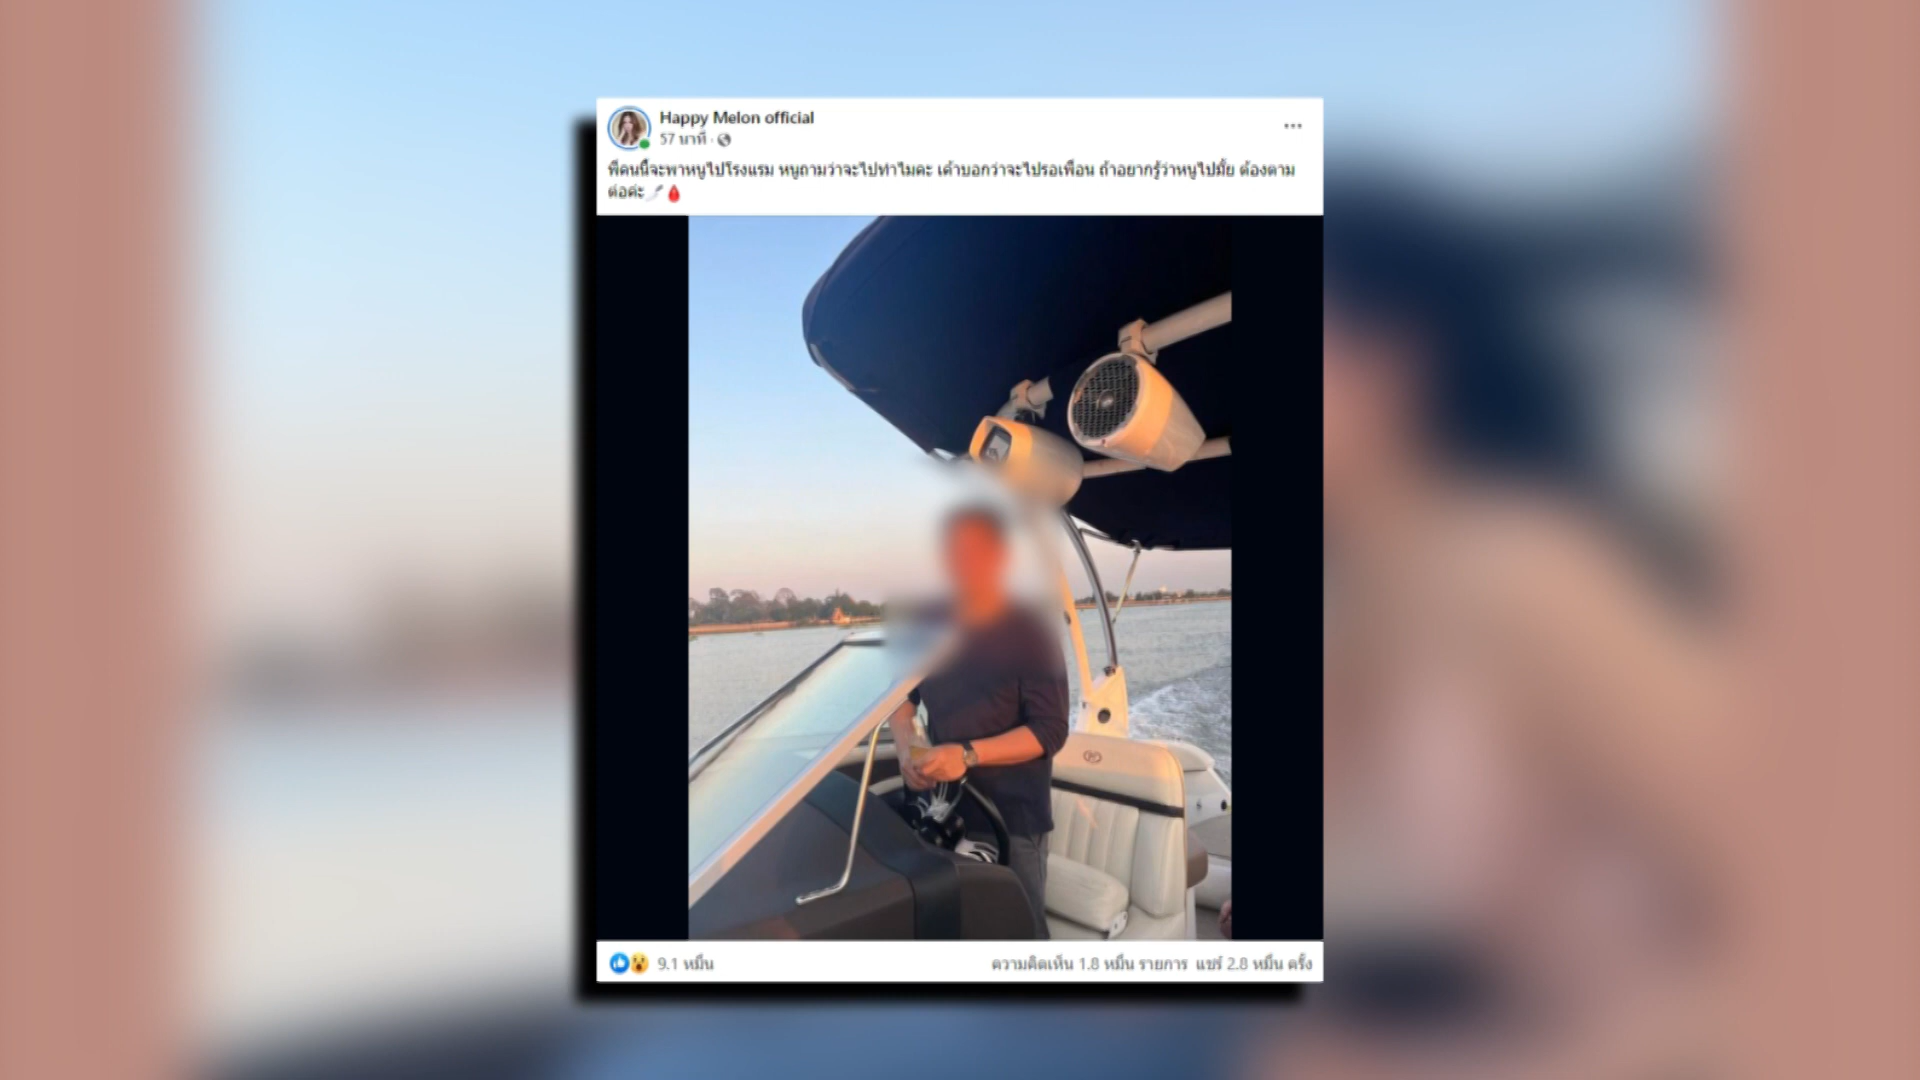 Happy Melon official
57 นาที ·
พี่คนนี้จะพาหนูไปโรงแรม หนูถามว่าจะไปทำไมคะ เค้าบอกว่าจะไปรอเพื่อน ถ้าอยากรู้ว่าหนูไปมั้ย ต้องตาม
ต่อค่ะ
9.1 หมื่น
ความคิดเห็น 1.8 หมื่น รายการ แชร์ 2.8 หมื่น ครั้ง